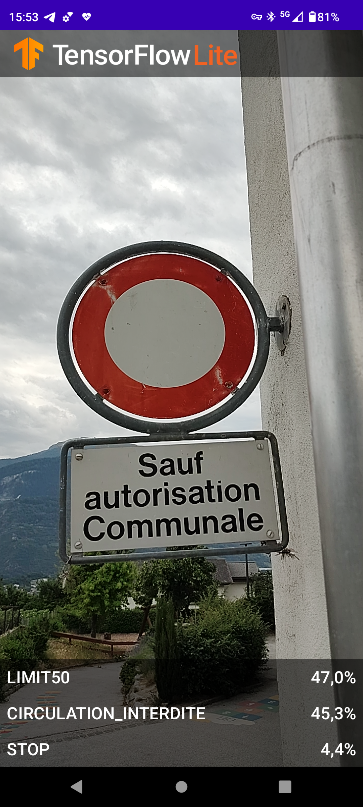 15:53 5G 81%
TensorFlow Lite
Sauf
autorisation
Communale
LIMIT50 47,0%
CIRCULATION_INTERDITE 45,3%
STOP 4,4%